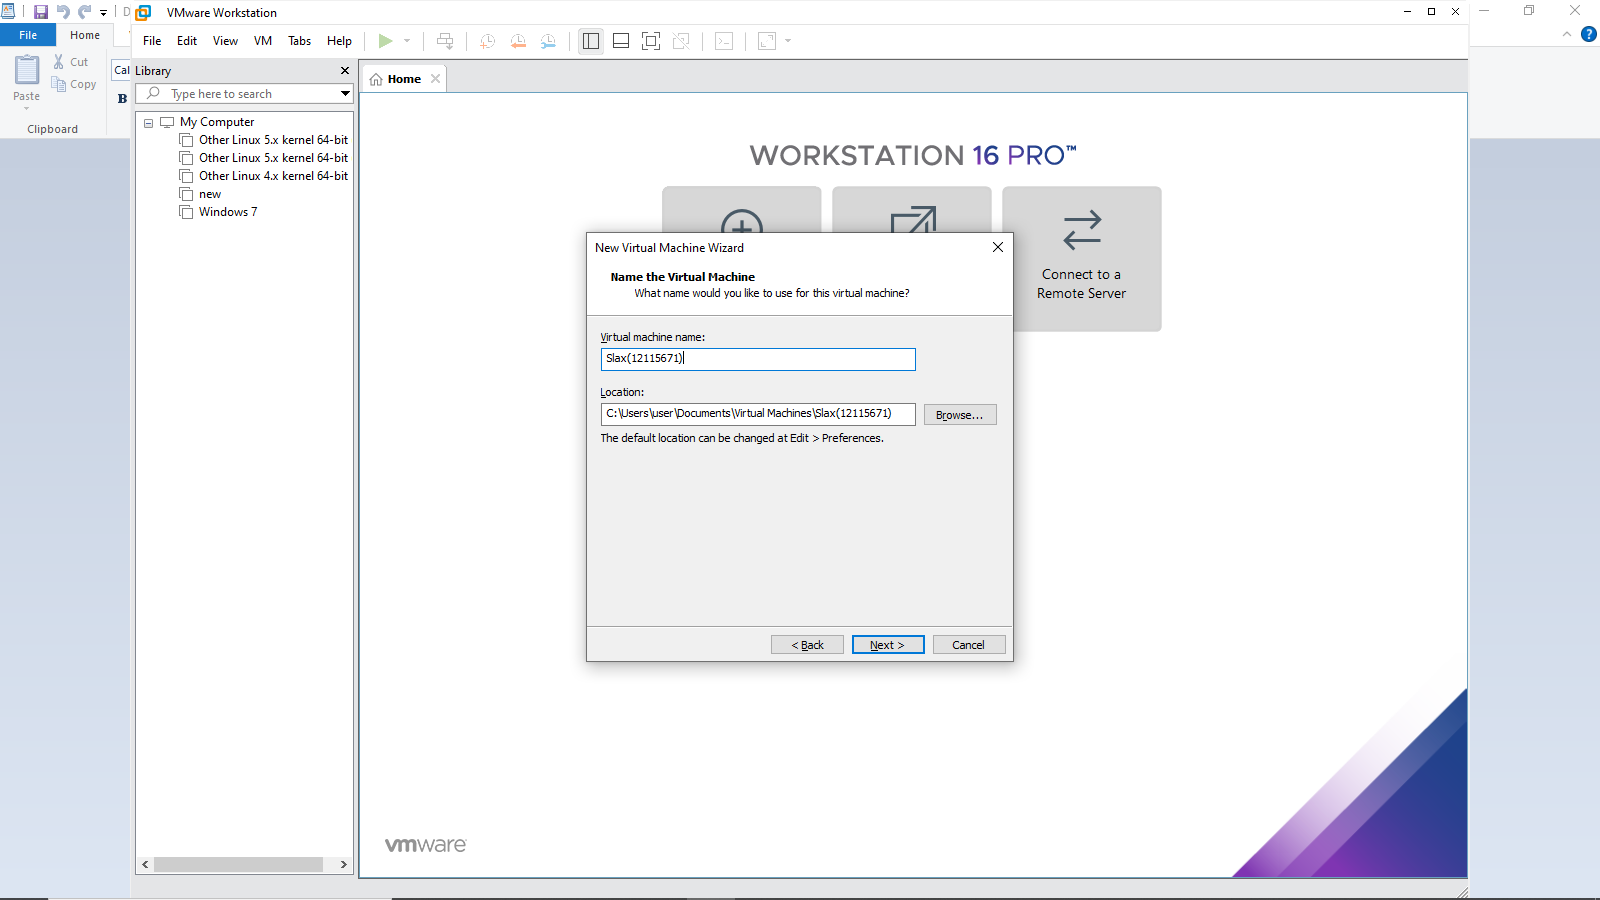 VMware Workstation
File
Home
File Edit View VM Tabs Help
Cut
Copy
Paste
Clipboard
Cal
B
Library
Type here to search
My Computer
Other Linux 5.x kernel 64-bit
Other Linux 5.x kernel 64-bit
Other Linux 4.x kernel 64-bit
new
Windows 7
Home
WORKSTATION 16 PRO™
Connect to a
Remote Server
New Virtual Machine Wizard
Name the Virtual Machine
What name would you like to use for this virtual machine?
Virtual machine name:
Slax(12115671)
Location:
C:\Users\user\Documents\Virtual Machines\Slax(12115671)
Browse...
The default location can be changed at Edit > Preferences.
< Back
Next >
Cancel
vmware